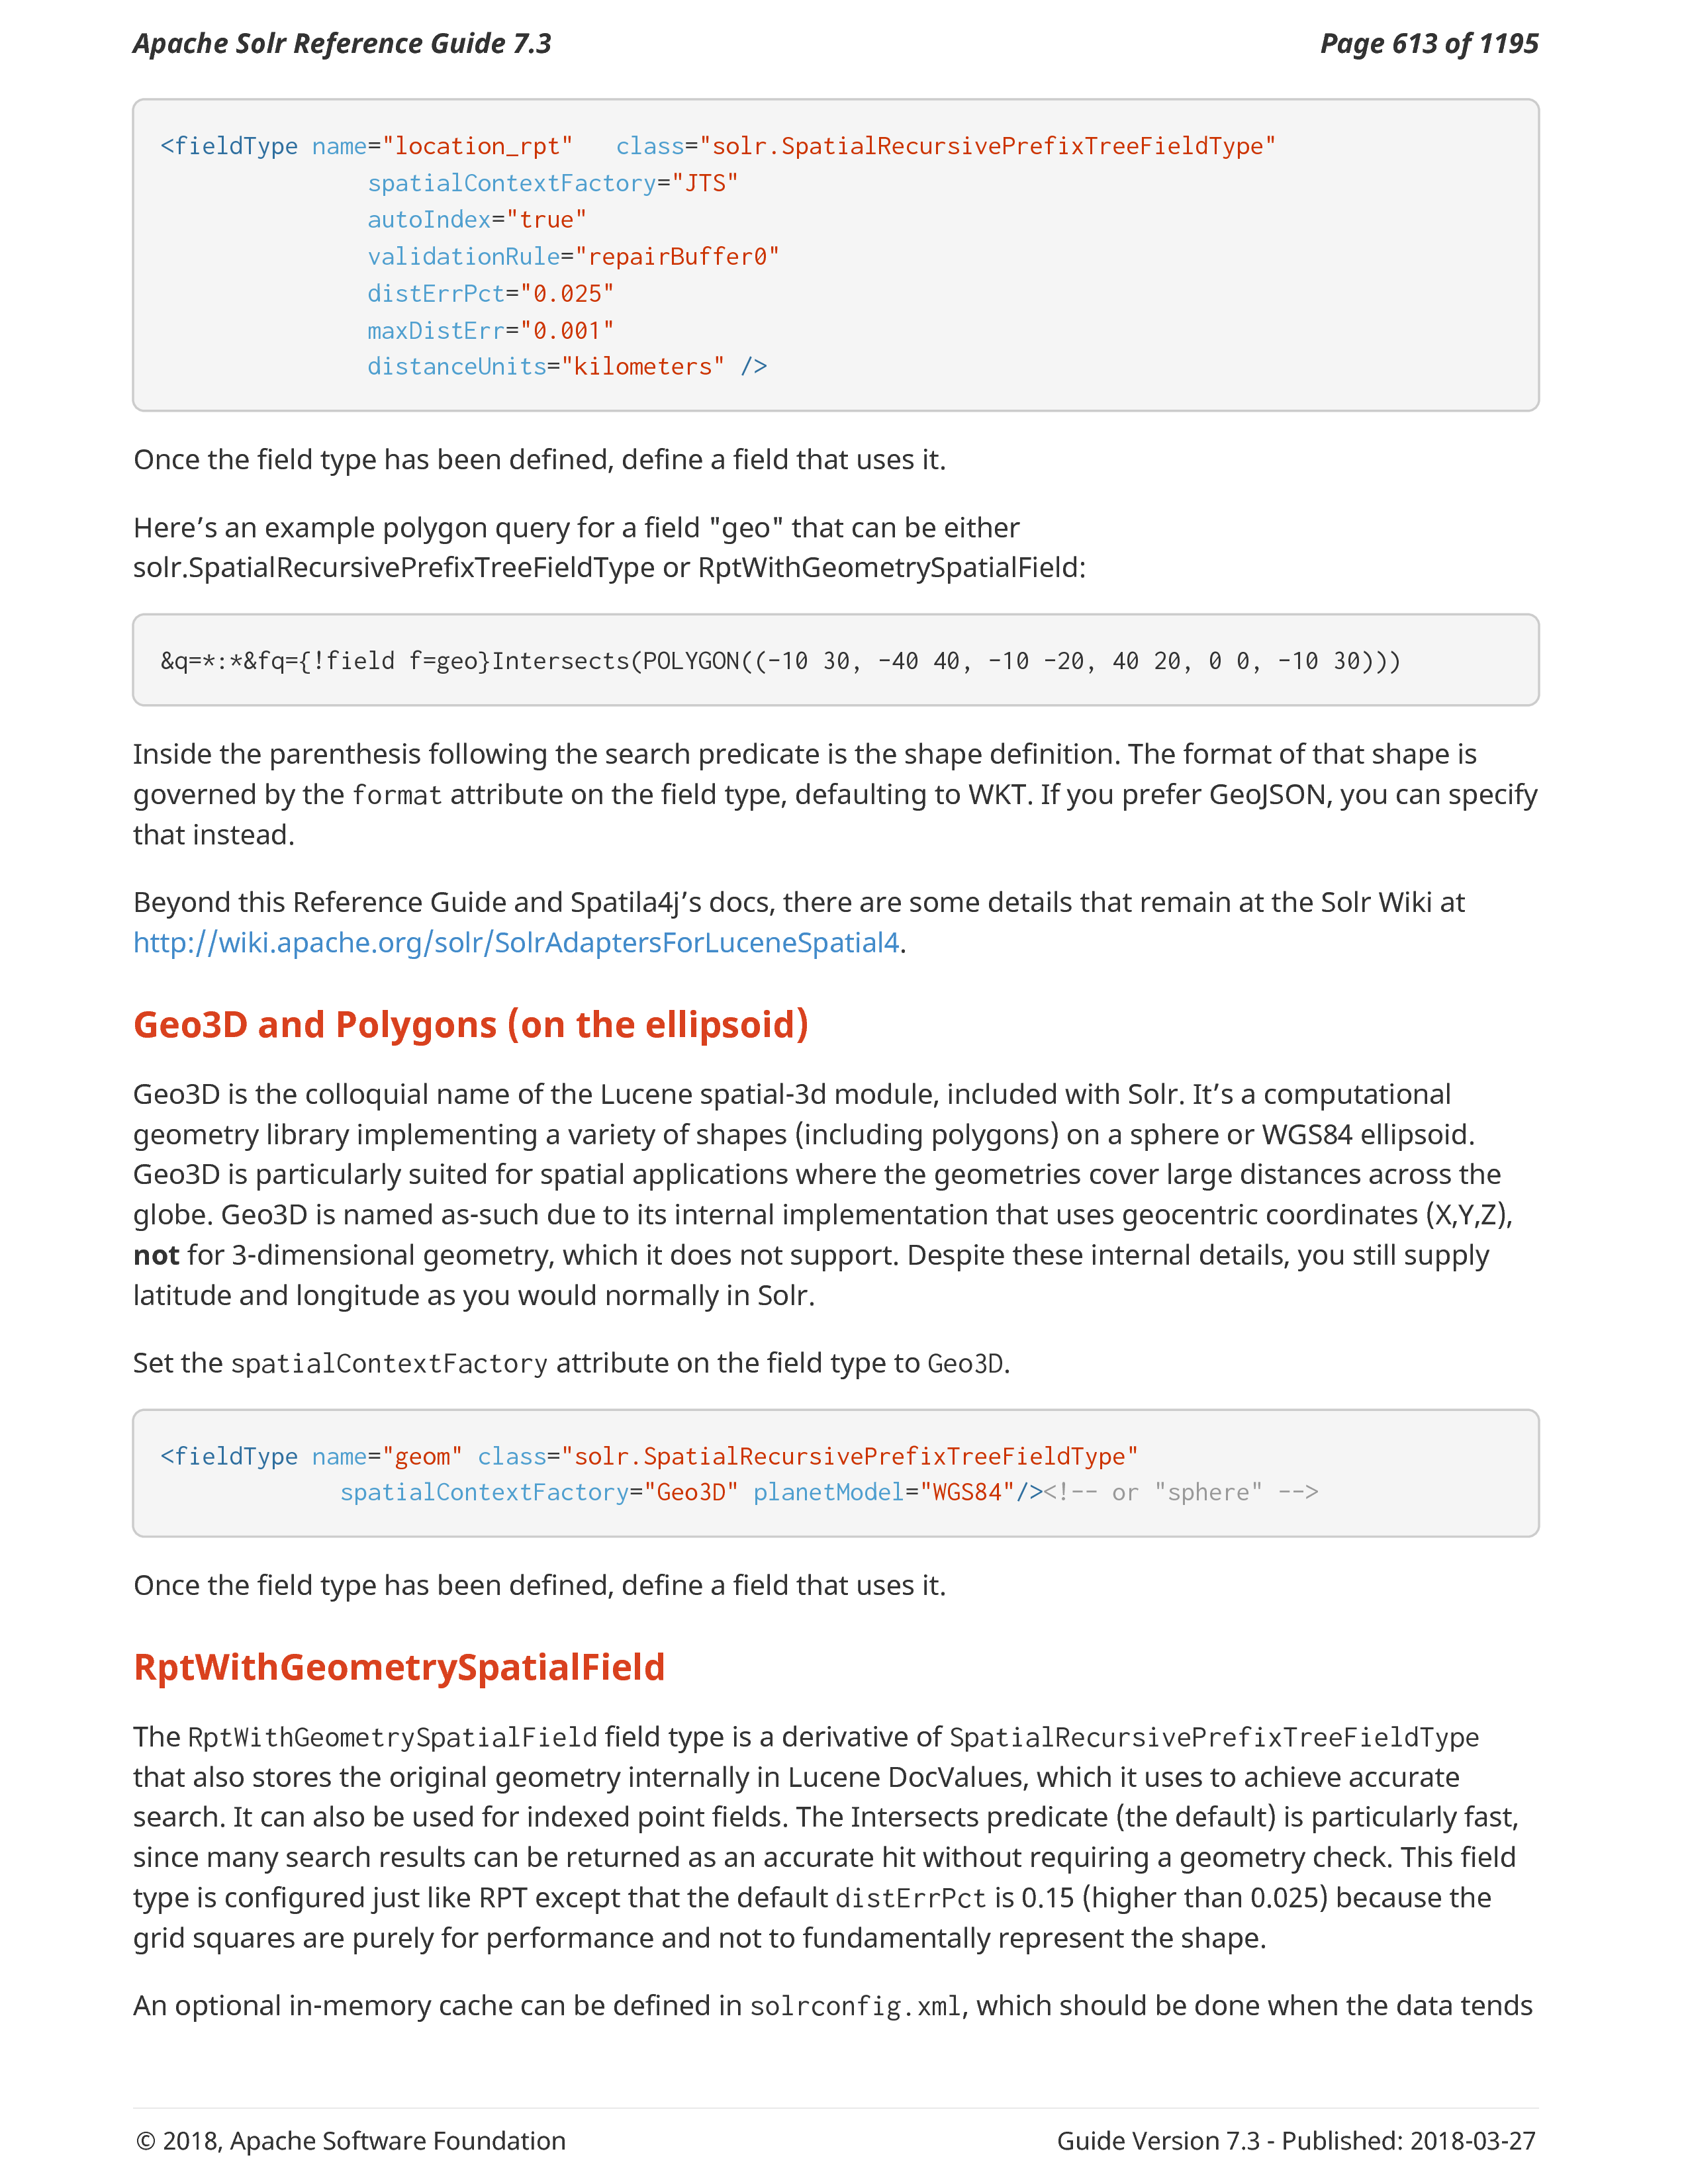 Apache Solr Reference Guide 7.3 Page 613 of 1195
<fieldType name="location_rpt"   class="solr.SpatialRecursivePrefixTreeFieldType"
               spatialContextFactory="JTS"
               autoIndex="true"
               validationRule="repairBuffer0"
               distErrPct="0.025"
               maxDistErr="0.001"
               distanceUnits="kilometers" />
Once the field type has been defined, define a field that uses it.
Here’s an example polygon query for a field "geo" that can be either
solr.SpatialRecursivePrefixTreeFieldType or RptWithGeometrySpatialField:
&q=*:*&fq={!field f=geo}Intersects(POLYGON((-10 30, -40 40, -10 -20, 40 20, 0 0, -10 30)))
Inside the parenthesis following the search predicate is the shape definition. The format of that shape is
governed by the format attribute on the field type, defaulting to WKT. If you prefer GeoJSON, you can specify
that instead.
Beyond this Reference Guide and Spatila4j’s docs, there are some details that remain at the Solr Wiki at
http://wiki.apache.org/solr/SolrAdaptersForLuceneSpatial4.
Geo3D and Polygons (on the ellipsoid)
Geo3D is the colloquial name of the Lucene spatial-3d module, included with Solr. It’s a computational
geometry library implementing a variety of shapes (including polygons) on a sphere or WGS84 ellipsoid.
Geo3D is particularly suited for spatial applications where the geometries cover large distances across the
globe. Geo3D is named as-such due to its internal implementation that uses geocentric coordinates (X,Y,Z),
not for 3-dimensional geometry, which it does not support. Despite these internal details, you still supply
latitude and longitude as you would normally in Solr.
Set the spatialContextFactory attribute on the field type to Geo3D.
<fieldType name="geom" class="solr.SpatialRecursivePrefixTreeFieldType"
             spatialContextFactory="Geo3D" planetModel="WGS84"/><!-- or "sphere" -->
Once the field type has been defined, define a field that uses it.
RptWithGeometrySpatialField
The RptWithGeometrySpatialField field type is a derivative of SpatialRecursivePrefixTreeFieldType
that also stores the original geometry internally in Lucene DocValues, which it uses to achieve accurate
search. It can also be used for indexed point fields. The Intersects predicate (the default) is particularly fast,
since many search results can be returned as an accurate hit without requiring a geometry check. This field
type is configured just like RPT except that the default distErrPct is 0.15 (higher than 0.025) because the
grid squares are purely for performance and not to fundamentally represent the shape.
An optional in-memory cache can be defined in solrconfig.xml, which should be done when the data tends
© 2018, Apache Software Foundation Guide Version 7.3 - Published: 2018-03-27